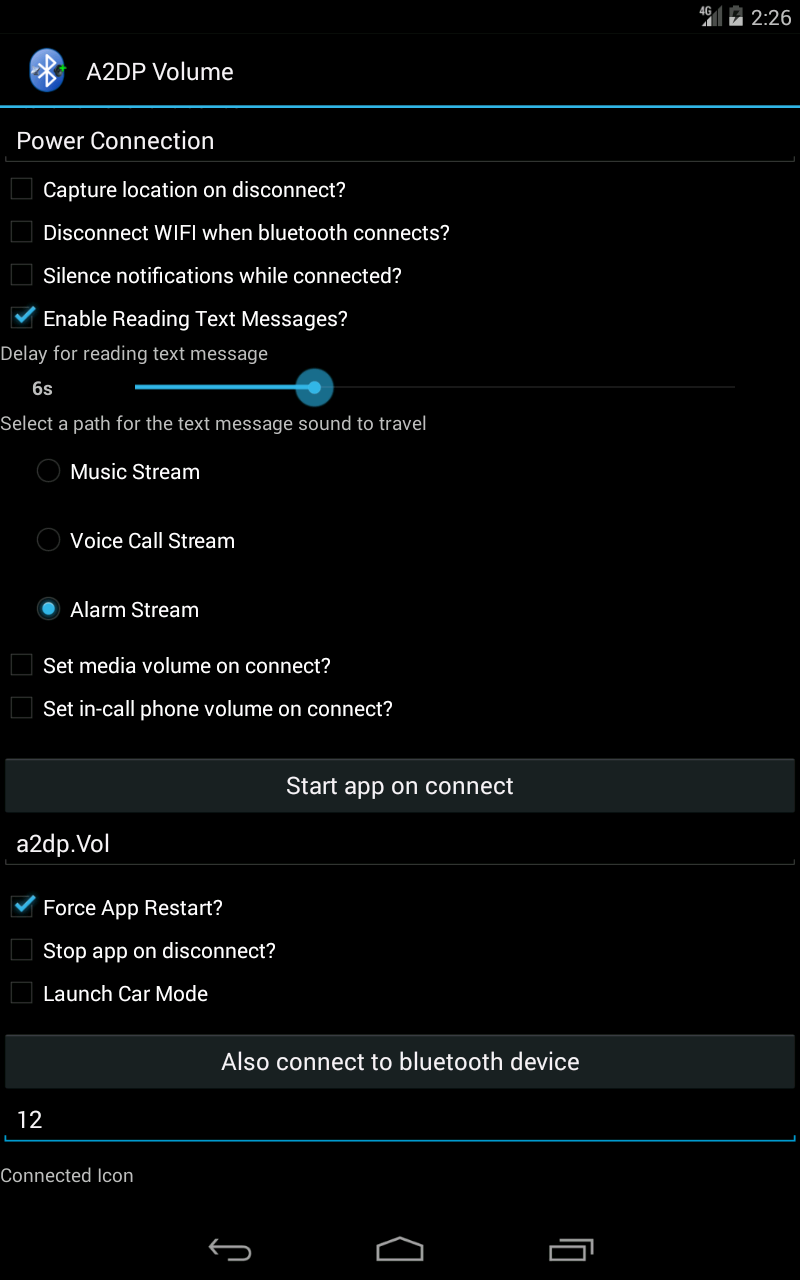 4G 2:26
A2DP Volume
Power Connection
Capture location on disconnect?
Disconnect WIFI when bluetooth connects?
Silence notifications while connected?
Enable Reading Text Messages?
Delay for reading text message
6s
Select a path for the text message sound to travel
Music Stream
Voice Call Stream
Alarm Stream
Set media volume on connect?
Set in-call phone volume on connect?
Start app on connect
a2dp.Vol
Force App Restart?
Stop app on disconnect?
Launch Car Mode
Also connect to bluetooth device
12
Connected Icon